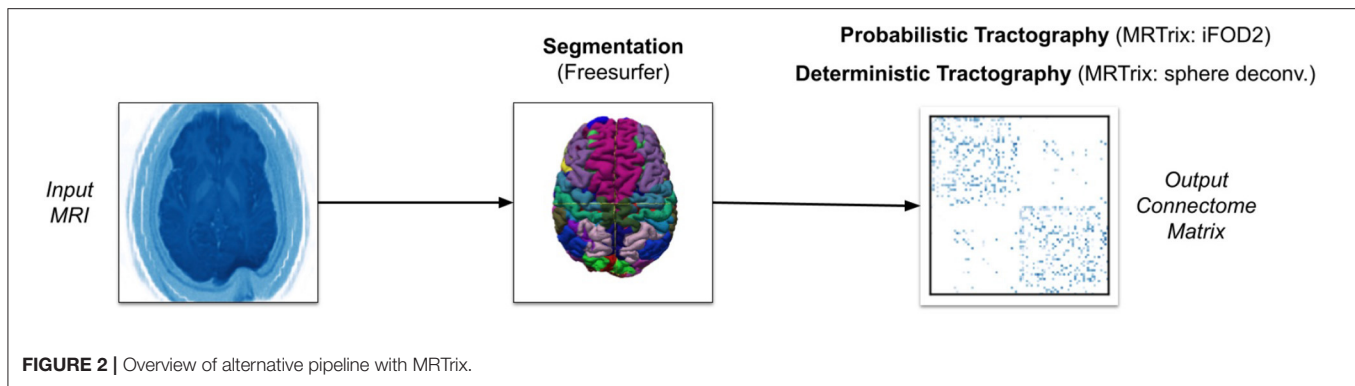 Segmentation
(Freesurfer)
Probabilistic Tractography (MRTrix: iFOD2)
Deterministic Tractography (MRTrix: sphere deconv.)
Input
MRI
Output
Connectome
Matrix
FIGURE 2 | Overview of alternative pipeline with MRTrix.